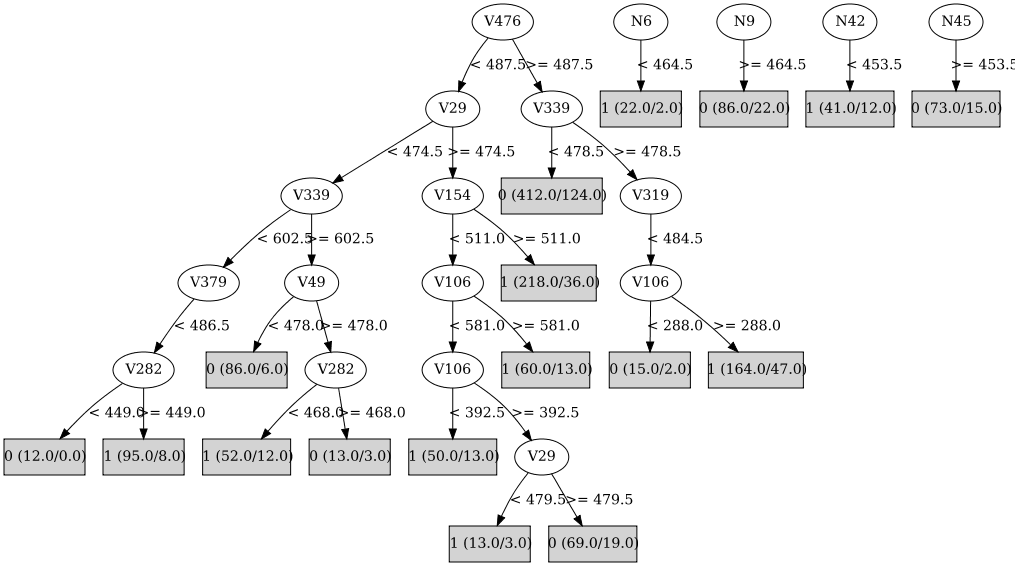 V476 N6 N9 N42 N45
< 487.5 >= 487.5 < 464.5 >= 464.5 < 453.5 >= 453.5
V29 V339 1 (22.0/2.0) 0 (86.0/22.0) 1 (41.0/12.0) 0 (73.0/15.0)
< 474.5 >= 474.5 < 478.5 >= 478.5
V339 V154 0 (412.0/124.0) V319
< 602.5 >= 602.5 < 511.0 >= 511.0 < 484.5
V379 V49 V106 1 (218.0/36.0) V106
< 486.5 < 478.0 >= 478.0 < 581.0 >= 581.0 < 288.0 >= 288.0
V282 0 (86.0/6.0) V282 V106 1 (60.0/13.0) 0 (15.0/2.0) 1 (164.0/47.0)
< 449.0 >= 449.0 < 468.0 >= 468.0 < 392.5 >= 392.5
0 (12.0/0.0) 1 (95.0/8.0) 1 (52.0/12.0) 0 (13.0/3.0) 1 (50.0/13.0) V29
< 479.5 >= 479.5
1 (13.0/3.0) 0 (69.0/19.0)